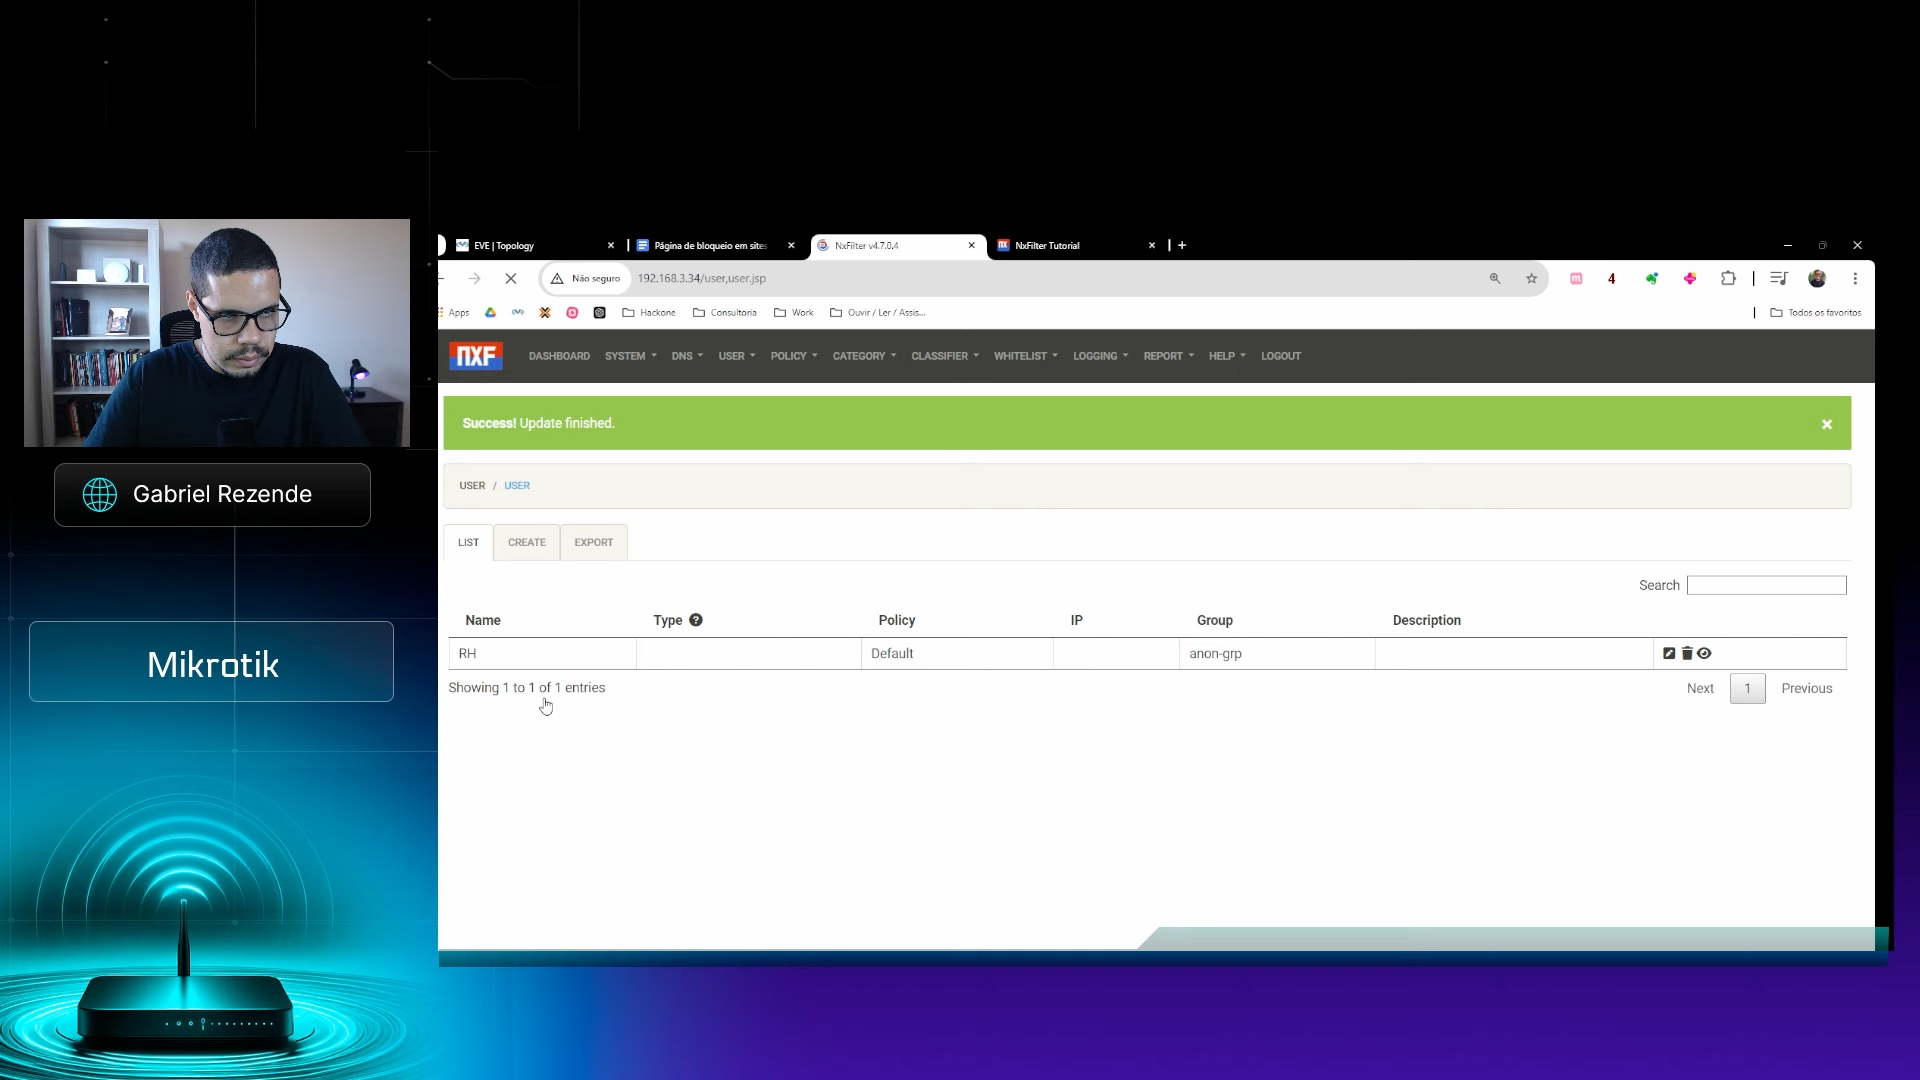 EVE | Topology
Página de bloqueio em sites
NxFilter v4.7.0.4
NxFilter Tutorial
Não seguro
192.168.3.34/user,user.jsp
4
Apps
Hackone
Consultoria
Work
Ouvir / Ler / Assis...
Todos os favoritos
NXF
DASHBOARD
SYSTEM
DNS
USER
POLICY
CATEGORY
CLASSIFIER
WHITELIST
LOGGING
REPORT
HELP
LOGOUT
Success! Update finished.
USER / USER
LIST
CREATE
EXPORT
Search
Name
Type
Policy
IP
Group
Description
RH
Default
anon-grp
Showing 1 to 1 of 1 entries
Next
1
Previous
Gabriel Rezende
Mikrotik